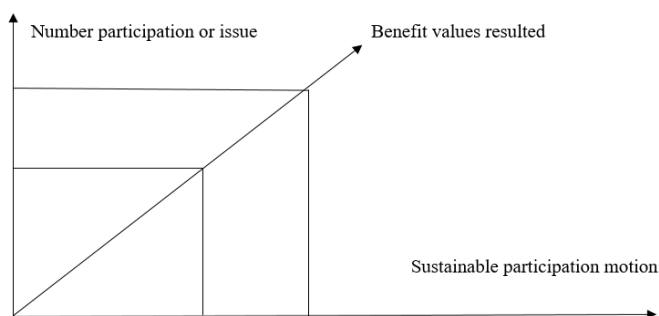 Number participation or issue
Benefit values resulted
Sustainable participation motion